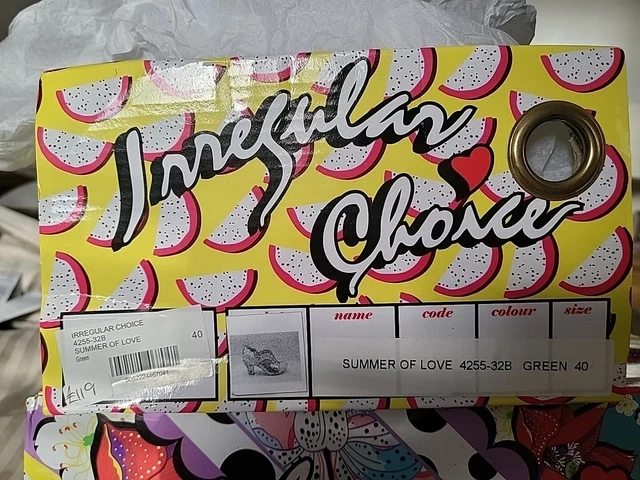 Irregular
Choice
IRREGULAR CHOICE
4255-32B 40
SUMMER OF LOVE
Green
£119
name code colour size
SUMMER OF LOVE 4255-32B GREEN 40